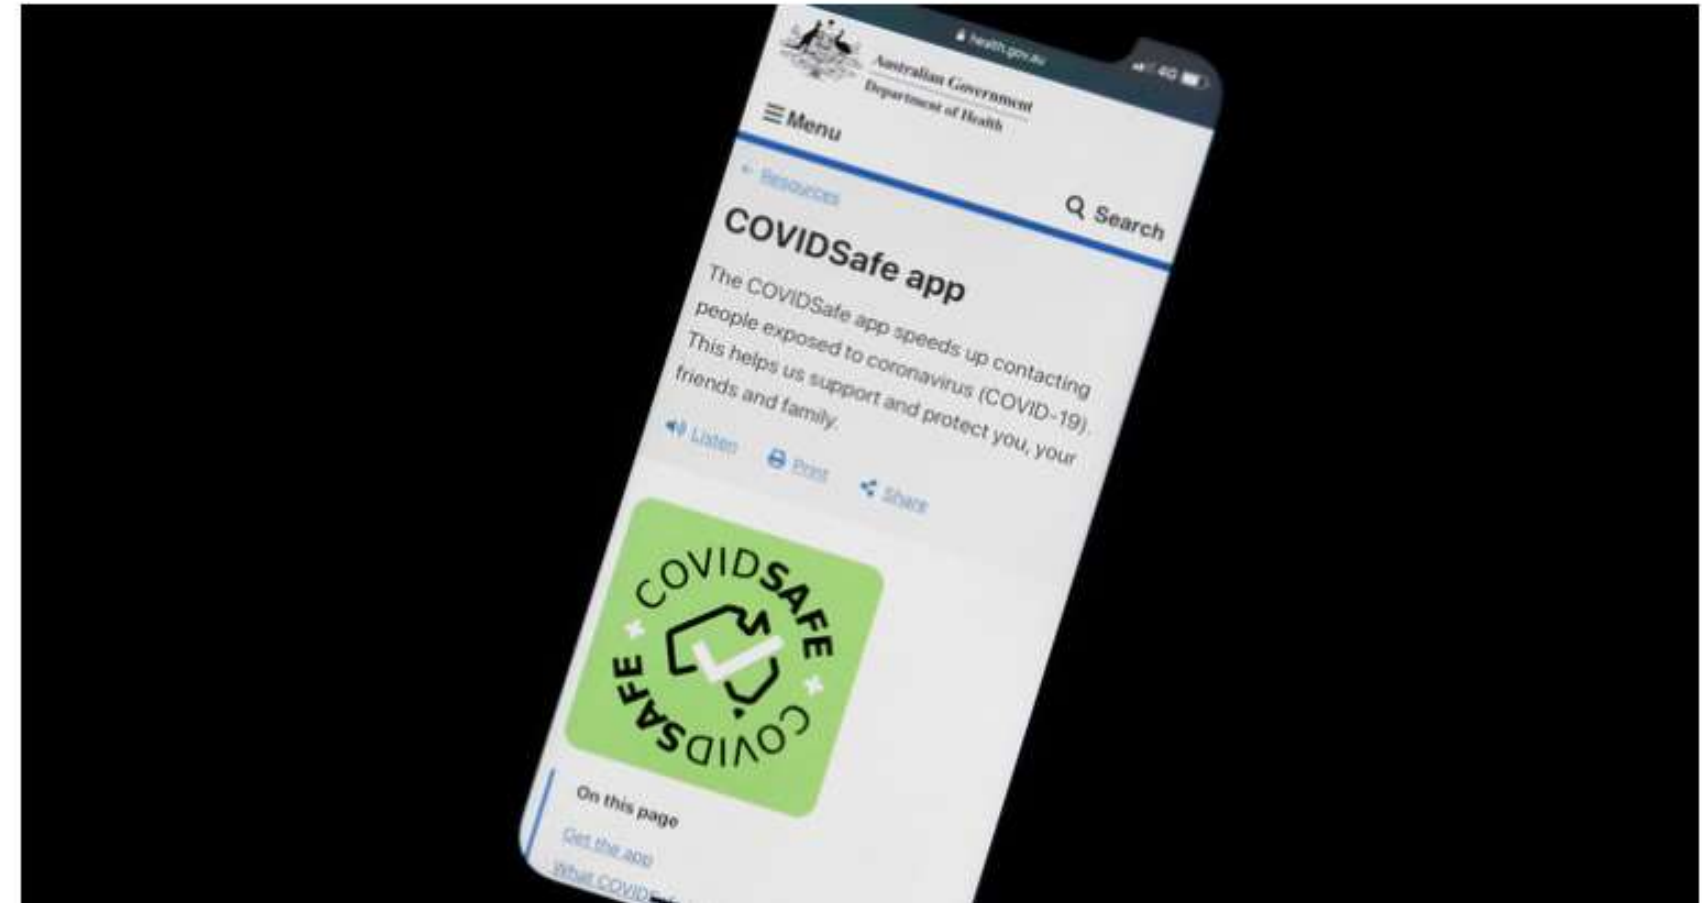 health.gov.au
4G
Australian Government
Department of Health
Menu
Search
Resources
COVIDSafe app
The COVIDSafe app speeds up contacting
people exposed to coronavirus (COVID-19).
This helps us support and protect you, your
friends and family.
Listen Print Share
COVIDSAFE
COVIDSAFE
On this page
Get the app
What COVIDSafe